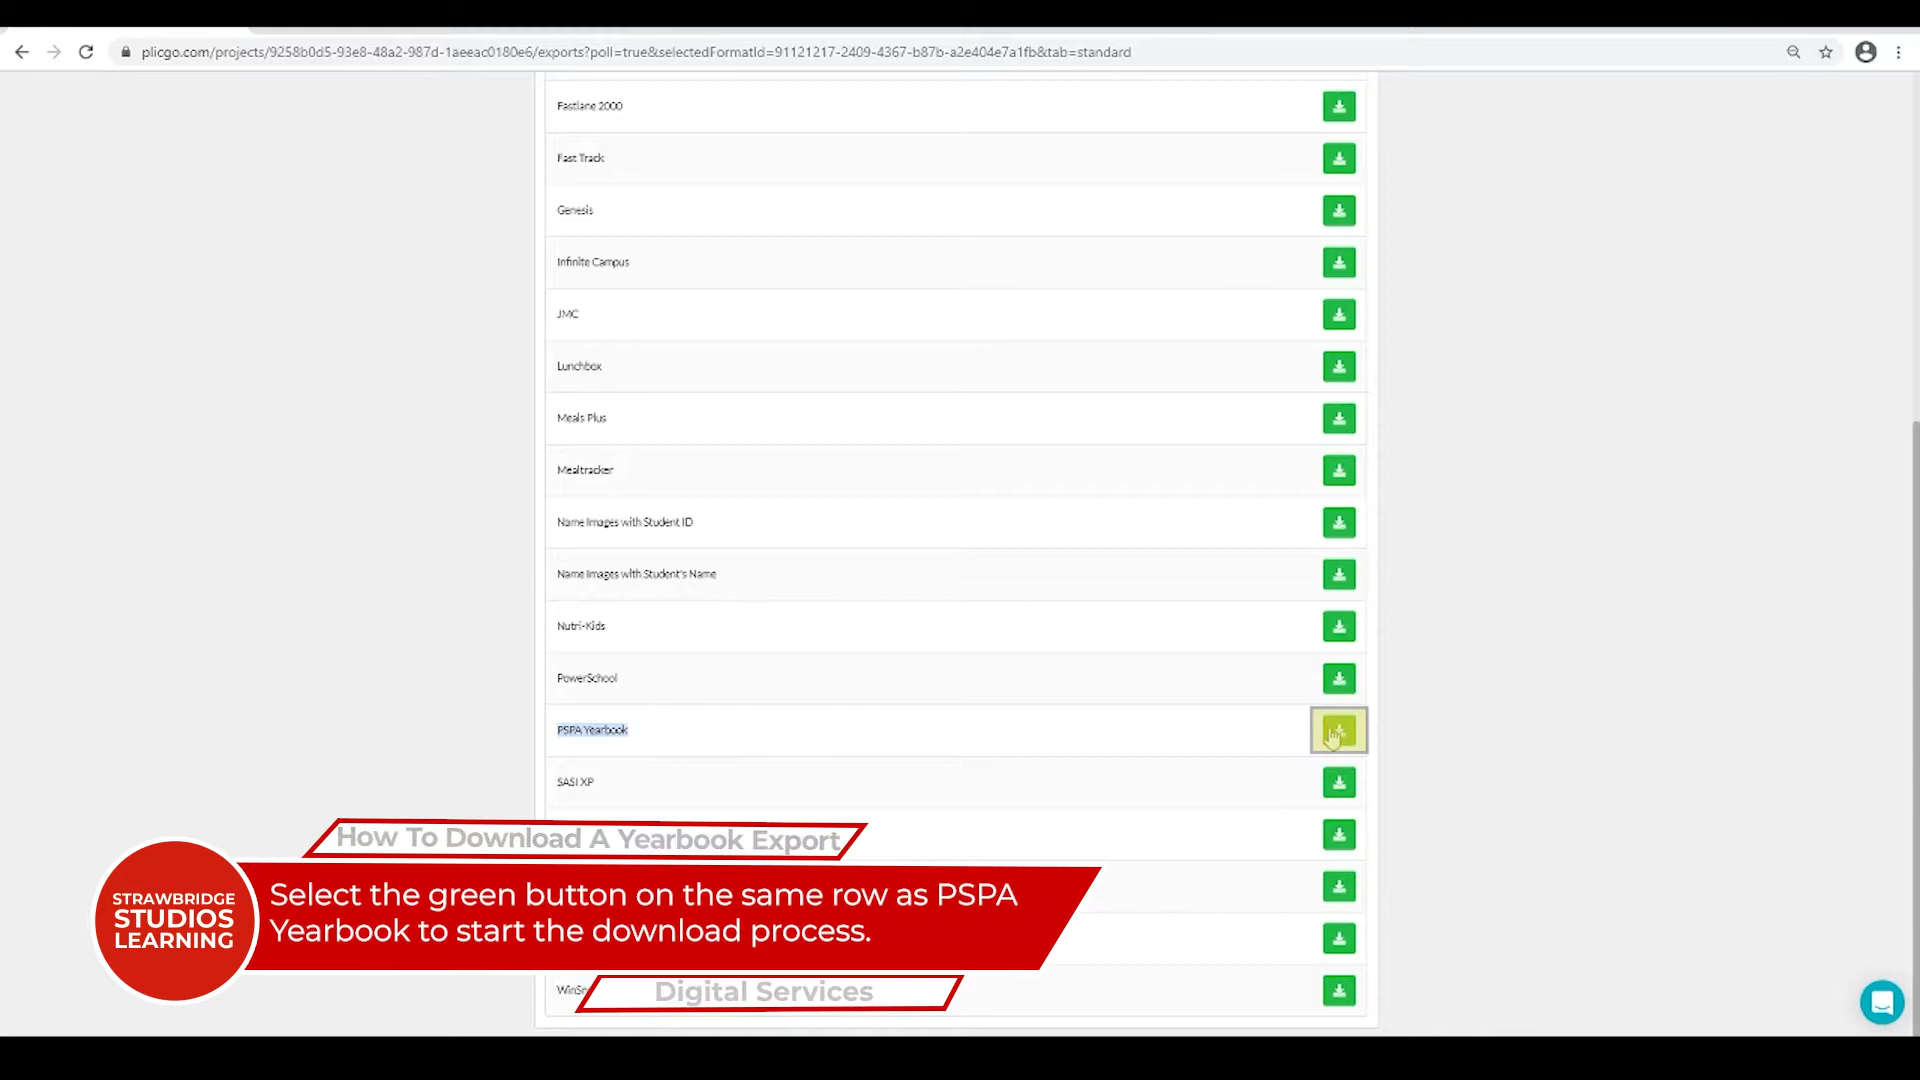 plicgo.com/projects/9258b0d5-93e8-48a2-987d-1aeeac0180e6/exports?poll=true&selectedFormatId=91121217-2409-4367-b87b-a2e404e7a1fb&tab=standard
Fastlane 2000
Fast Track
Genesis
Infinite Campus
JMC
Lunchbox
Meals Plus
Mealtracker
Name Images with Student ID
Name Images with Student's Name
Nutri-Kids
PowerSchool
PSPA Yearbook
SASI XP
How To Download A Yearbook Export
STRAWBRIDGE
STUDIOS
LEARNING
Select the green button on the same row as PSPA
Yearbook to start the download process.
Digital Services